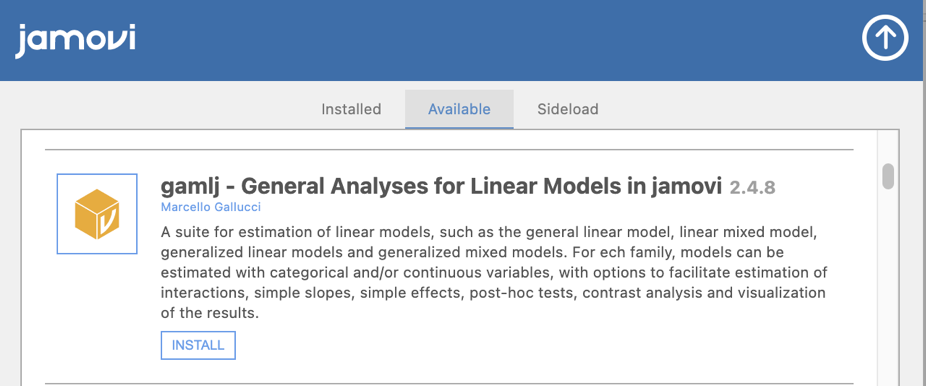 jamovi
Installed Available Sideload
gamlj - General Analyses for Linear Models in jamovi 2.4.8
Marcello Gallucci
A suite for estimation of linear models, such as the general linear model, linear mixed model,
generalized linear models and generalized mixed models. For ech family, models can be
estimated with categorical and/or continuous variables, with options to facilitate estimation of
interactions, simple slopes, simple effects, post-hoc tests, contrast analysis and visualization
of the results.
INSTALL